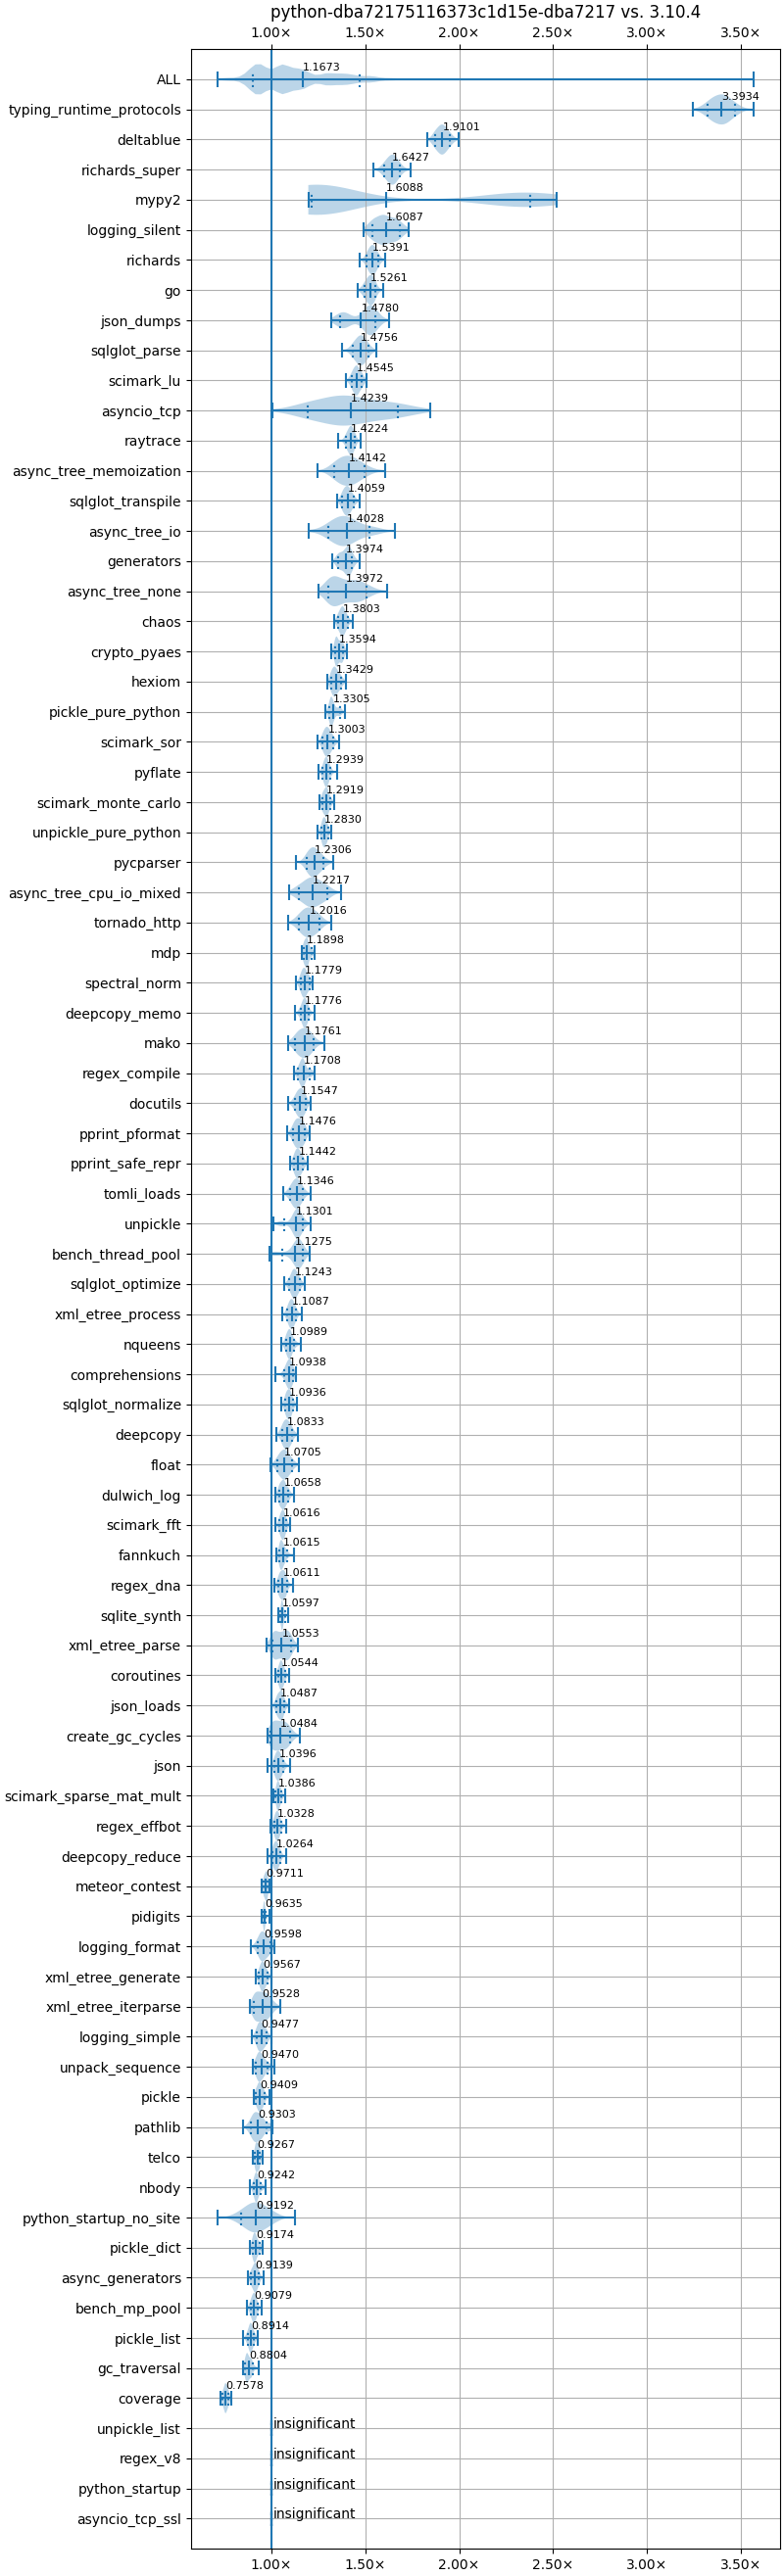 python-dba72175116373c1d15e-dba7217 vs. 3.10.4
1.00× 1.50× 2.00× 2.50× 3.00× 3.50×
ALL 1.1673
typing_runtime_protocols 3.3934
deltablue 1.9101
richards_super 1.6427
mypy2 1.6088
logging_silent 1.6087
richards 1.5391
go 1.5261
json_dumps 1.4780
sqlglot_parse 1.4756
scimark_lu 1.4545
asyncio_tcp 1.4239
raytrace 1.4224
async_tree_memoization 1.4142
sqlglot_transpile 1.4059
async_tree_io 1.4028
generators 1.3974
async_tree_none 1.3972
chaos 1.3803
crypto_pyaes 1.3594
hexiom 1.3429
pickle_pure_python 1.3305
scimark_sor 1.3003
pyflate 1.2939
scimark_monte_carlo 1.2919
unpickle_pure_python 1.2830
pycparser 1.2306
async_tree_cpu_io_mixed 1.2217
tornado_http 1.2016
mdp 1.1898
spectral_norm 1.1779
deepcopy_memo 1.1776
mako 1.1761
regex_compile 1.1708
docutils 1.1547
pprint_pformat 1.1476
pprint_safe_repr 1.1442
tomli_loads 1.1346
unpickle 1.1301
bench_thread_pool 1.1275
sqlglot_optimize 1.1243
xml_etree_process 1.1087
nqueens 1.0989
comprehensions 1.0938
sqlglot_normalize 1.0936
deepcopy 1.0833
float 1.0705
dulwich_log 1.0658
scimark_fft 1.0616
fannkuch 1.0615
regex_dna 1.0611
sqlite_synth 1.0597
xml_etree_parse 1.0553
coroutines 1.0544
json_loads 1.0487
create_gc_cycles 1.0484
json 1.0396
scimark_sparse_mat_mult 1.0386
regex_effbot 1.0328
deepcopy_reduce 1.0264
meteor_contest 0.9711
pidigits 0.9635
logging_format 0.9598
xml_etree_generate 0.9567
xml_etree_iterparse 0.9528
logging_simple 0.9477
unpack_sequence 0.9470
pickle 0.9409
pathlib 0.9303
telco 0.9267
nbody 0.9242
python_startup_no_site 0.9192
pickle_dict 0.9174
async_generators 0.9139
bench_mp_pool 0.9079
pickle_list 0.8914
gc_traversal 0.8804
coverage 0.7578
unpickle_list insignificant
regex_v8 insignificant
python_startup insignificant
asyncio_tcp_ssl insignificant
1.00× 1.50× 2.00× 2.50× 3.00× 3.50×